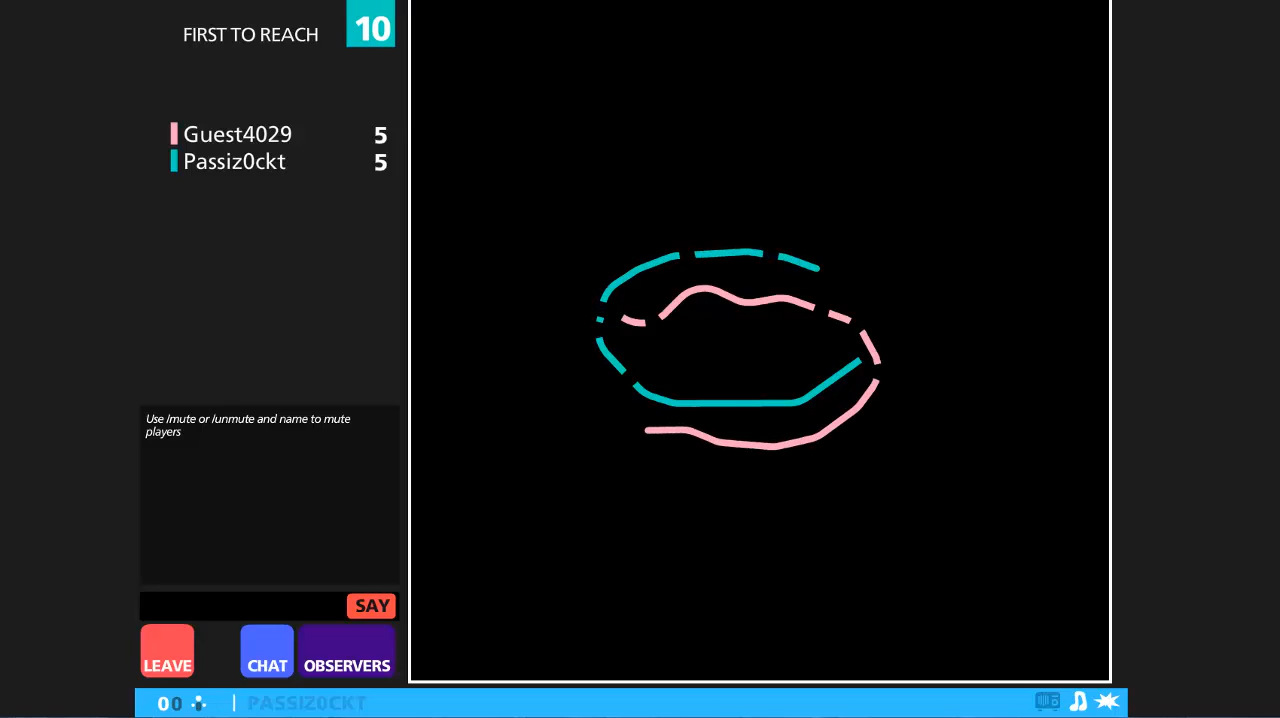 FIRST TO REACH 10
Guest4029 5
Passiz0ckt 5
Use /mute or /unmute and name to mute
players
SAY
LEAVE CHAT OBSERVERS
00 | PASSIZ0CKT